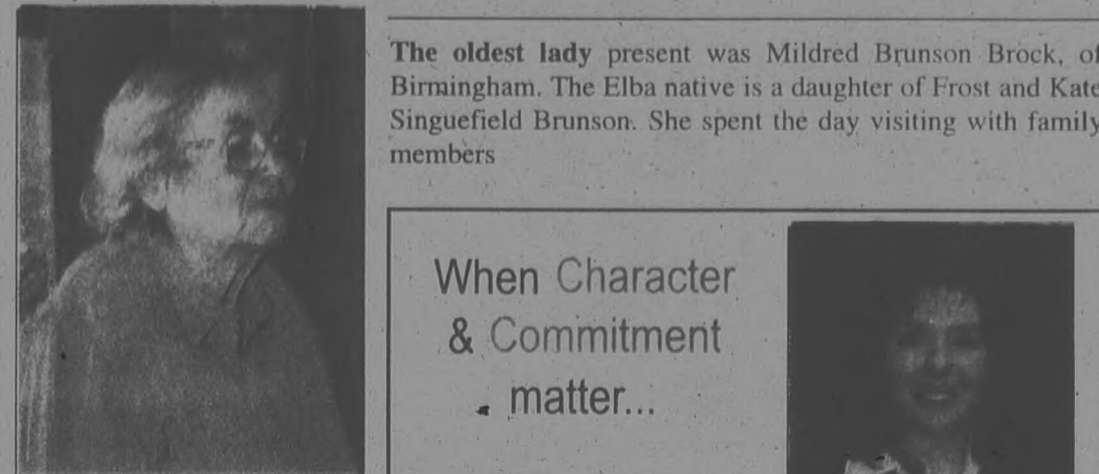 The oldest lady present was Mildred Brunson Brock, of
Birmingham. The Elba native is a daughter of Frost and Kate
Singuefield Brunson. She spent the day visiting with family
members
When Character
& Commitment
matter...